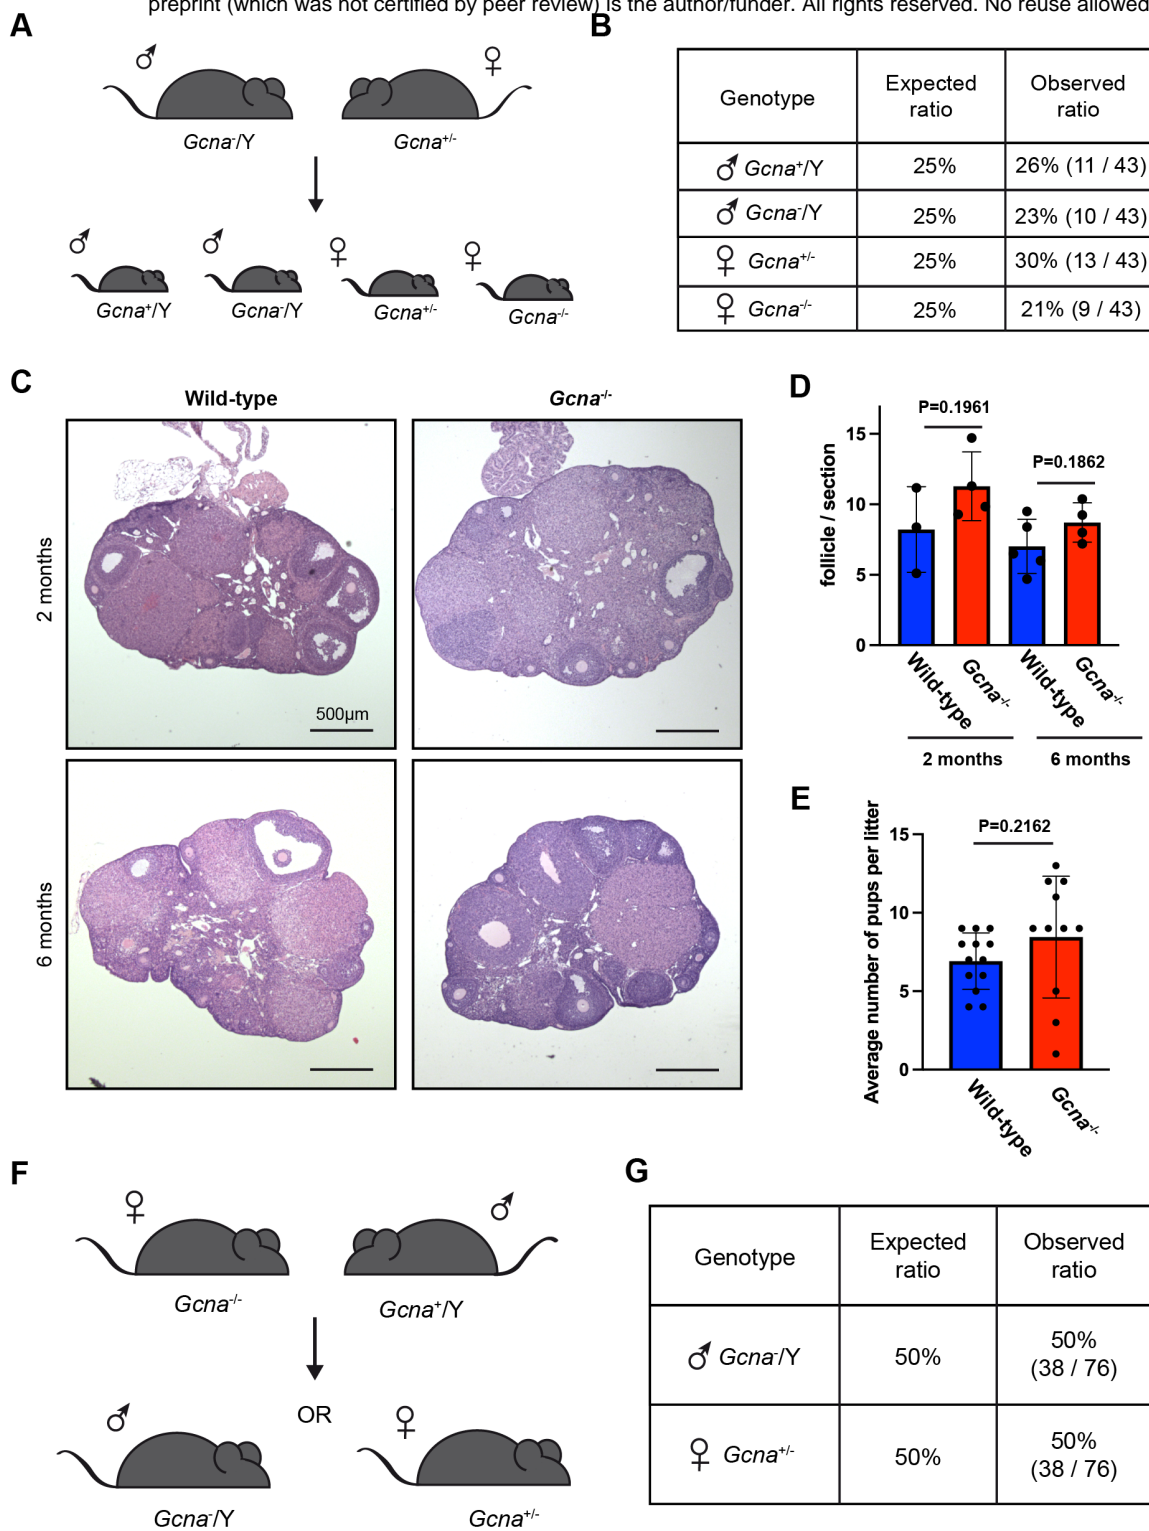 preprint (which was not certified by peer review) is the author/funder. All rights reserved. No reuse allowed
A
♂ ♀
Gcna-/Y Gcna+/-
♂ ♂ ♀ ♀
Gcna+/Y Gcna-/Y Gcna+/- Gcna-/-
B
Genotype Expected ratio Observed ratio
♂ Gcna+/Y 25% 26% (11 / 43)
♂ Gcna-/Y 25% 23% (10 / 43)
♀ Gcna+/- 25% 30% (13 / 43)
♀ Gcna-/- 25% 21% (9 / 43)
C
Wild-type Gcna-/-
2 months
500µm
6 months
D
P=0.1961
P=0.1862
follicle / section
15
10
5
0
Wild-type Gcna-/- Wild-type Gcna-/-
2 months 6 months
E
P=0.2162
Average number of pups per litter
15
10
5
0
Wild-type Gcna-/-
F
♀ ♂
Gcna-/- Gcna+/Y
OR
♂ ♀
Gcna-/Y Gcna+/-
G
Genotype Expected ratio Observed ratio
♂ Gcna-/Y 50% 50% (38 / 76)
♀ Gcna+/- 50% 50% (38 / 76)